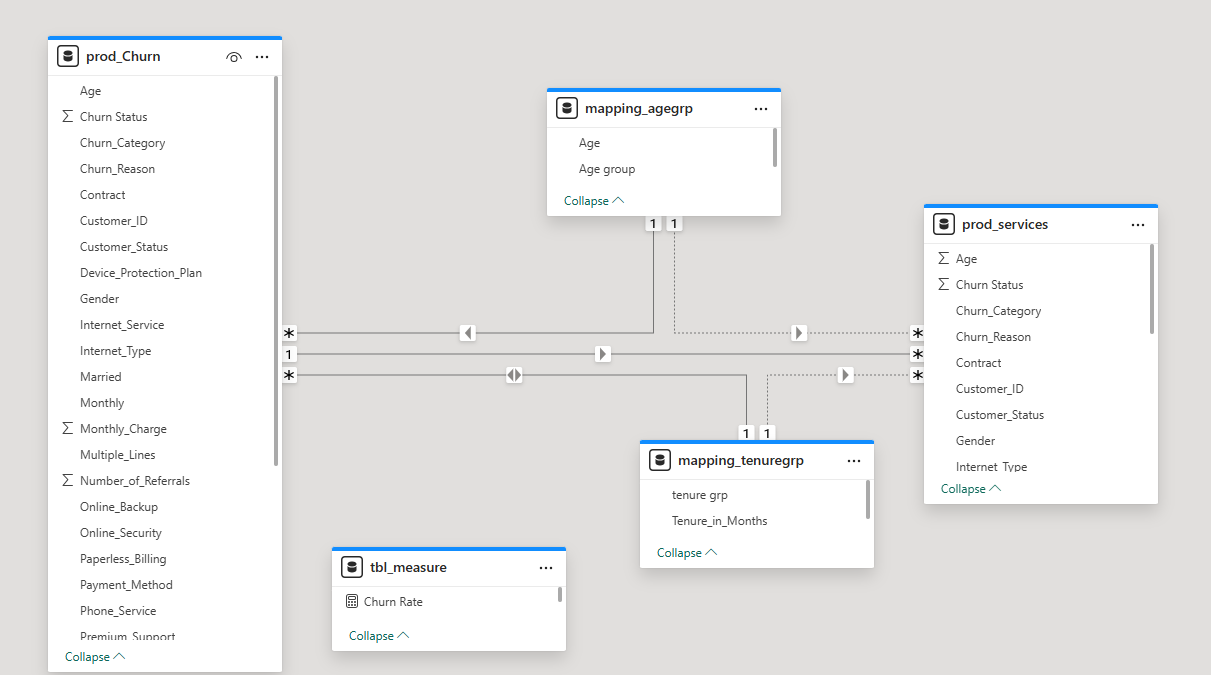 prod_Churn
Age
Churn Status
Churn_Category
Churn_Reason
Contract
Customer_ID
Customer_Status
Device_Protection_Plan
Gender
Internet_Service
Internet_Type
Married
Monthly
Monthly_Charge
Multiple_Lines
Number_of_Referrals
Online_Backup
Online_Security
Paperless_Billing
Payment_Method
Phone_Service
Premium_Support
Collapse
mapping_agegrp
Age
Age group
Collapse
1 1
* *
1 *
* *
1 1
prod_services
Age
Churn Status
Churn_Category
Churn_Reason
Contract
Customer_ID
Customer_Status
Gender
Internet_Type
Collapse
mapping_tenuregrp
tenure grp
Tenure_in_Months
Collapse
tbl_measure
Churn Rate
Collapse